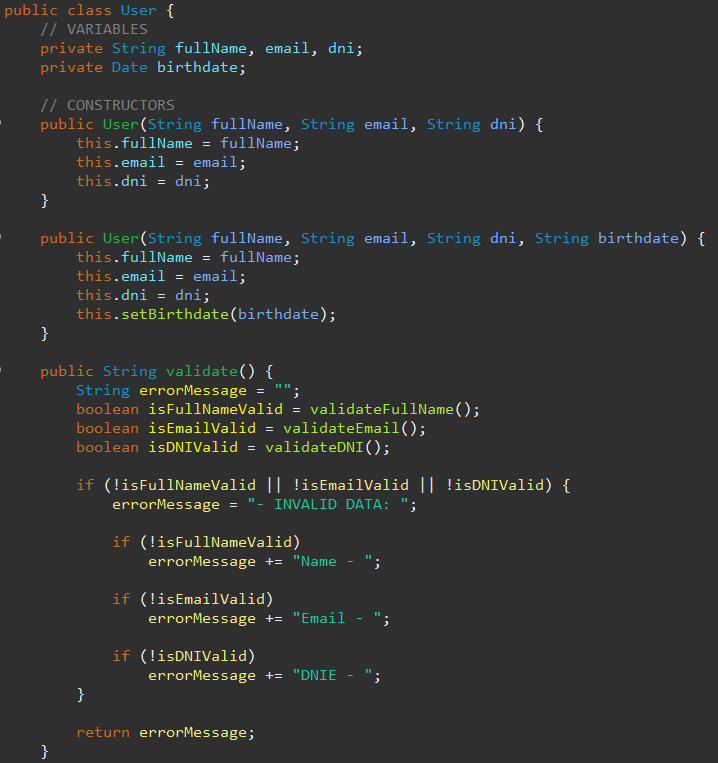 public class User {
// VARIABLES
private String fullName, email, dni;
private Date birthdate;
// CONSTRUCTORS
public User(String fullName, String email, String dni) {
this.fullName = fullName;
this.email = email;
this.dni = dni;
}
public User(String fullName, String email, String dni, String birthdate) {
this.fullName = fullName;
this.email = email;
this.dni = dni;
this.setBirthdate(birthdate);
}
public String validate() {
String errorMessage = "";
boolean isFullNameValid = validateFullName();
boolean isEmailValid = validateEmail();
boolean isDNIValid = validateDNI();
if (!isFullNameValid || !isEmailValid || !isDNIValid) {
errorMessage = "- INVALID DATA: ";
if (!isFullNameValid)
errorMessage += "Name - ";
if (!isEmailValid)
errorMessage += "Email - ";
if (!isDNIValid)
errorMessage += "DNIE - ";
}
return errorMessage;
}